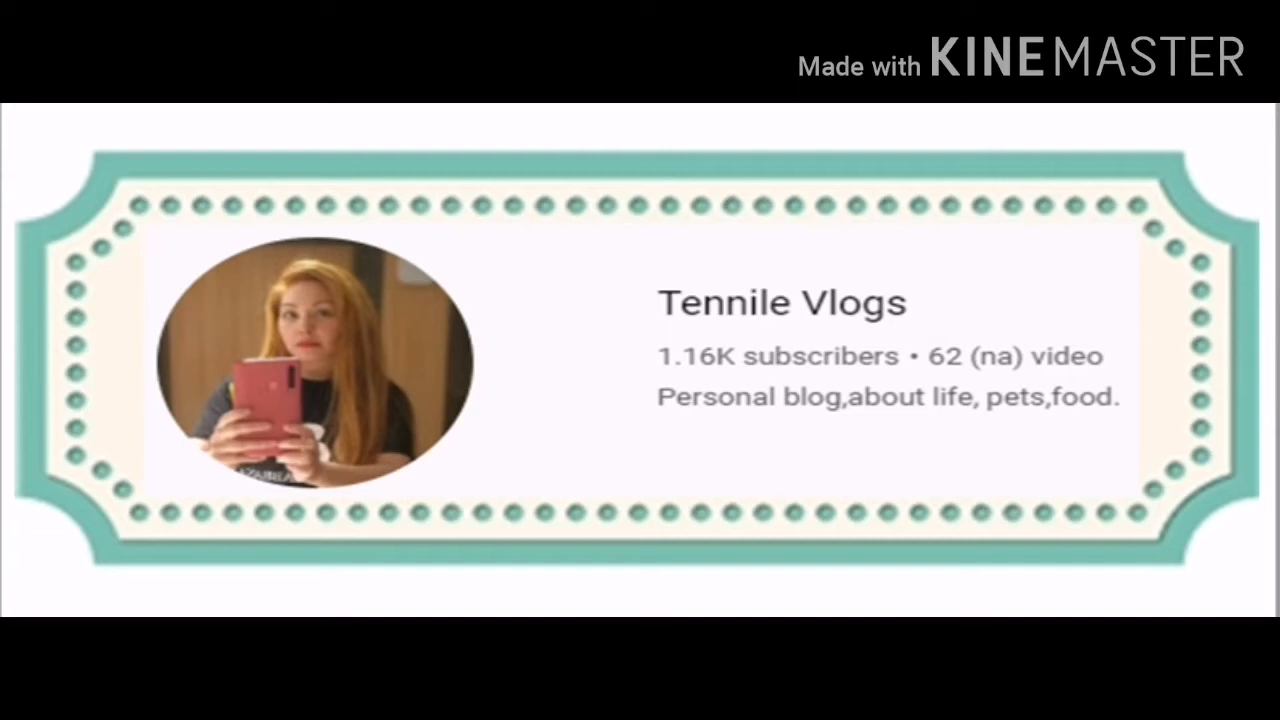 Made with KINEMASTER
Tennile Vlogs
1.16K subscribers • 62 (na) video
Personal blog,about life, pets,food.